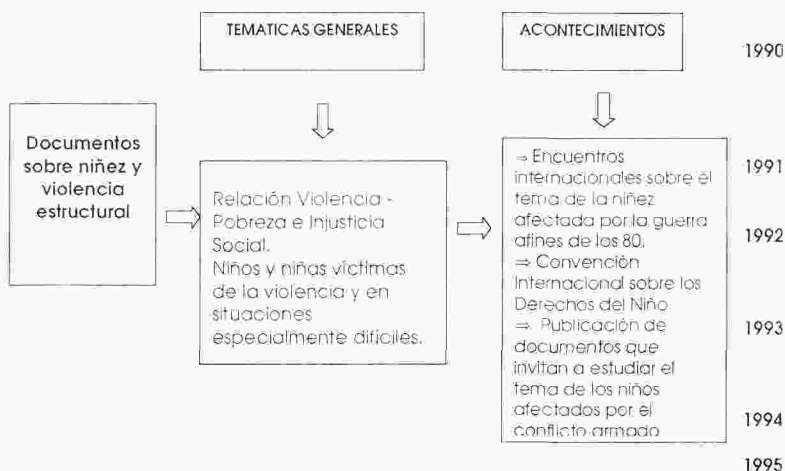 TEMATICAS GENERALES
ACONTECIMIENTOS
1990
Documentos
sobre niñez y
violencia
estructural
Relación Violencia -
Pobreza e Injusticia
Social.
Niños y niñas víctimas
de la violencia y en
situaciones
especialmente difíciles.
⇒ Encuentros
internacionales sobre el
tema de la niñez
afectada por la guerra
afines de los 80.
⇒ Convención
Internacional sobre los
Derechos del Niño
⇒ Publicación de
documentos que
invitan a estudiar el
tema de los niños
afectados por el
conflicto armado
1991
1992
1993
1994
1995